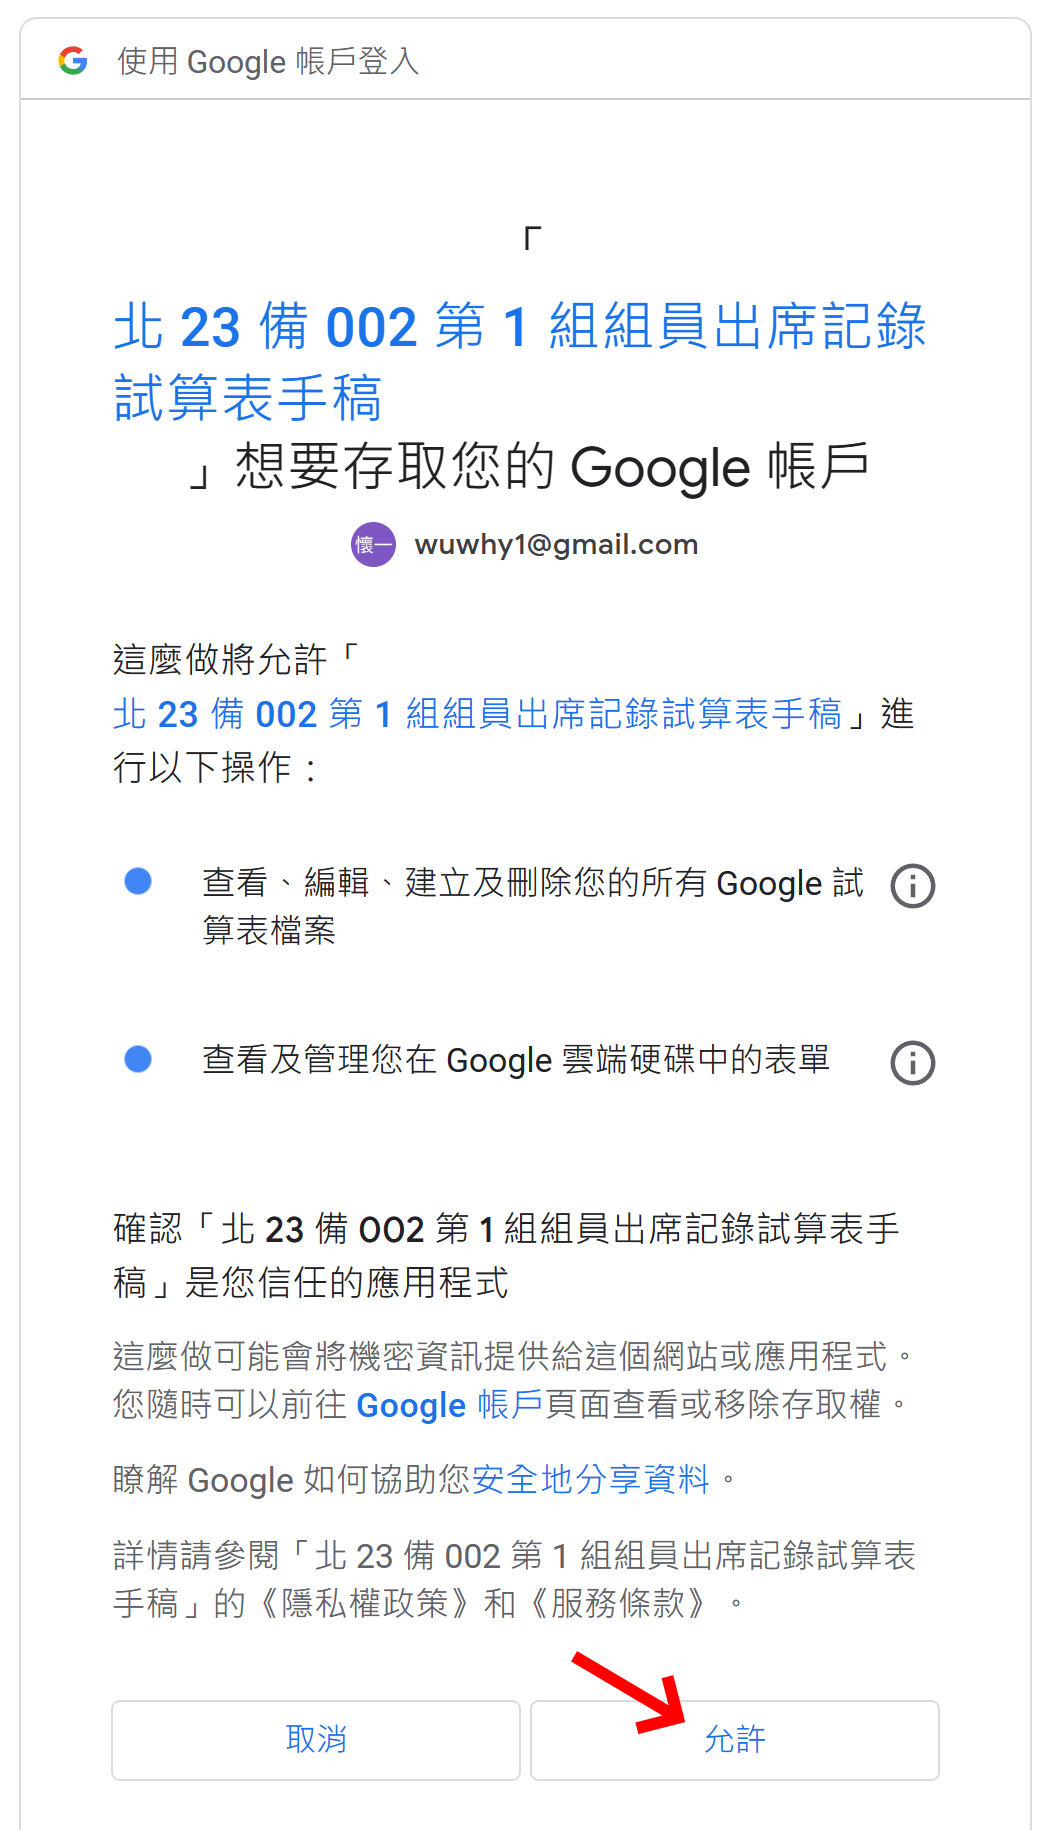 使用 Google 帳戶登入
「
北 23 備 002 第 1 組組員出席記錄
試算表手稿
」想要存取您的 Google 帳戶
懷一 wuwhy1@gmail.com
這麼做將允許「
北 23 備 002 第 1 組組員出席記錄試算表手稿」進
行以下操作：
查看、編輯、建立及刪除您的所有 Google 試
算表檔案
查看及管理您在 Google 雲端硬碟中的表單
確認「北 23 備 002 第 1 組組員出席記錄試算表手
稿」是您信任的應用程式
這麼做可能會將機密資訊提供給這個網站或應用程式。
您隨時可以前往 Google 帳戶頁面查看或移除存取權。
瞭解 Google 如何協助您安全地分享資料。
詳情請參閱「北 23 備 002 第 1 組組員出席記錄試算表
手稿」的《隱私權政策》和《服務條款》。
取消
允許